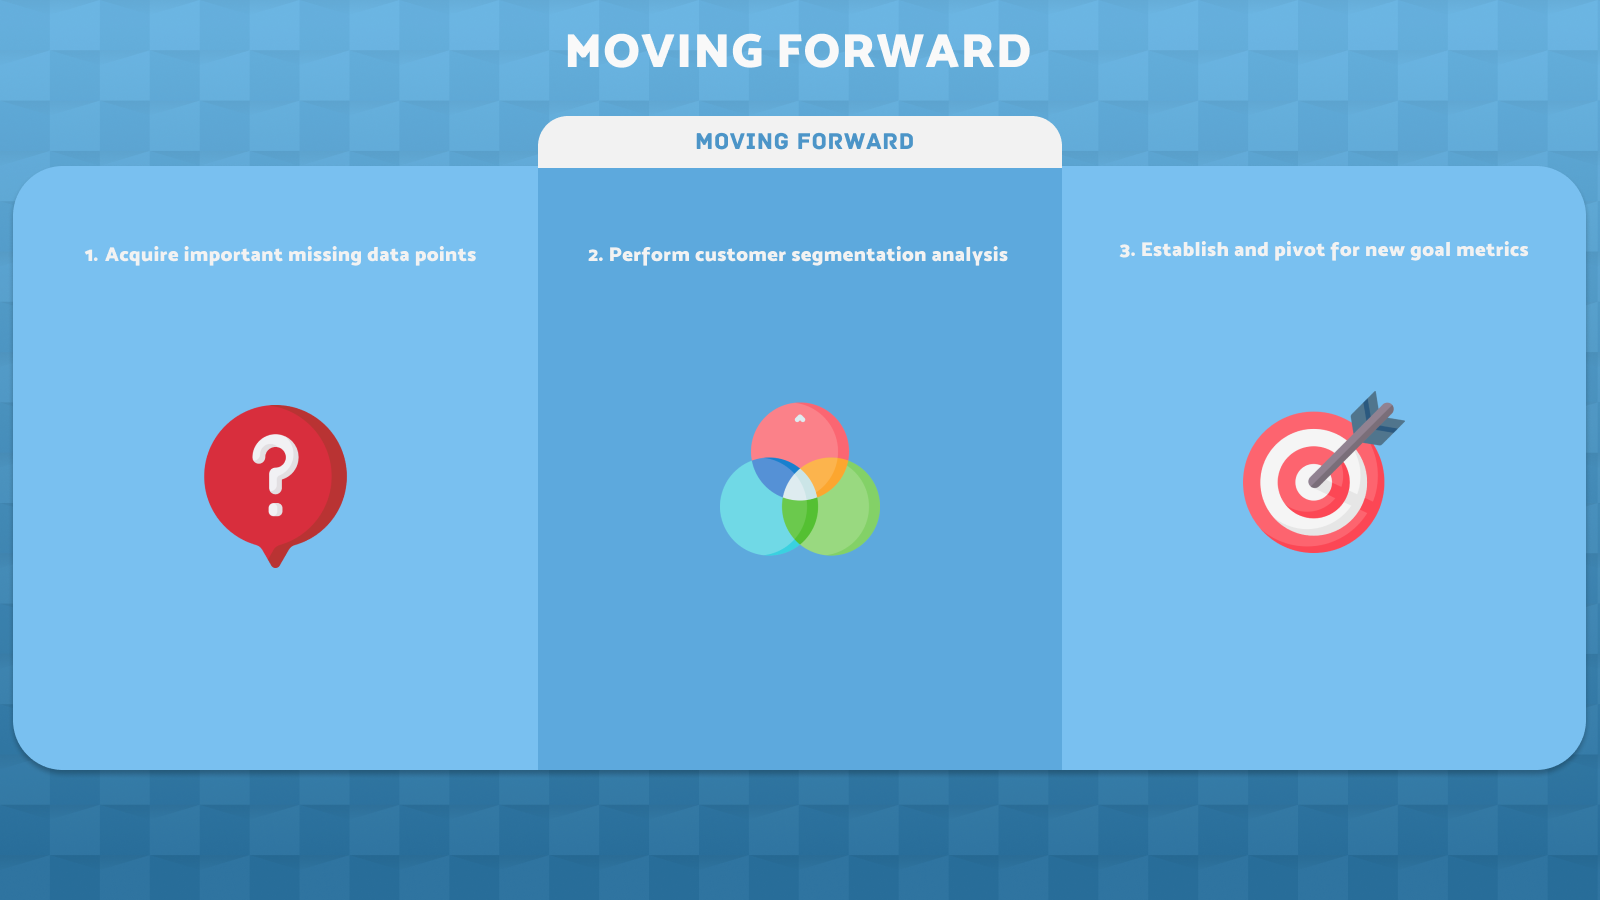 MOVING FORWARD
MOVING FORWARD
1. Acquire important missing data points
2. Perform customer segmentation analysis
3. Establish and pivot for new goal metrics
?